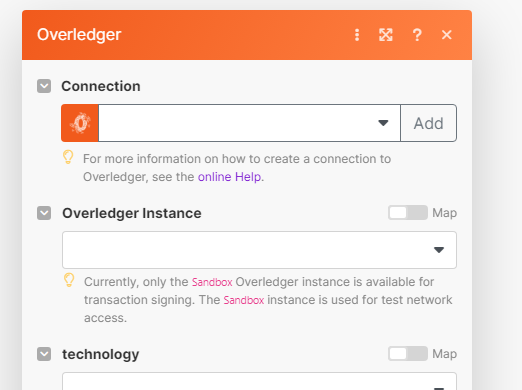 Overledger
Connection
Add
For more information on how to create a connection to
Overledger, see the online Help.
Overledger Instance
Map
Currently, only the Sandbox Overledger instance is available for
transaction signing. The Sandbox instance is used for test network
access.
technology
Map